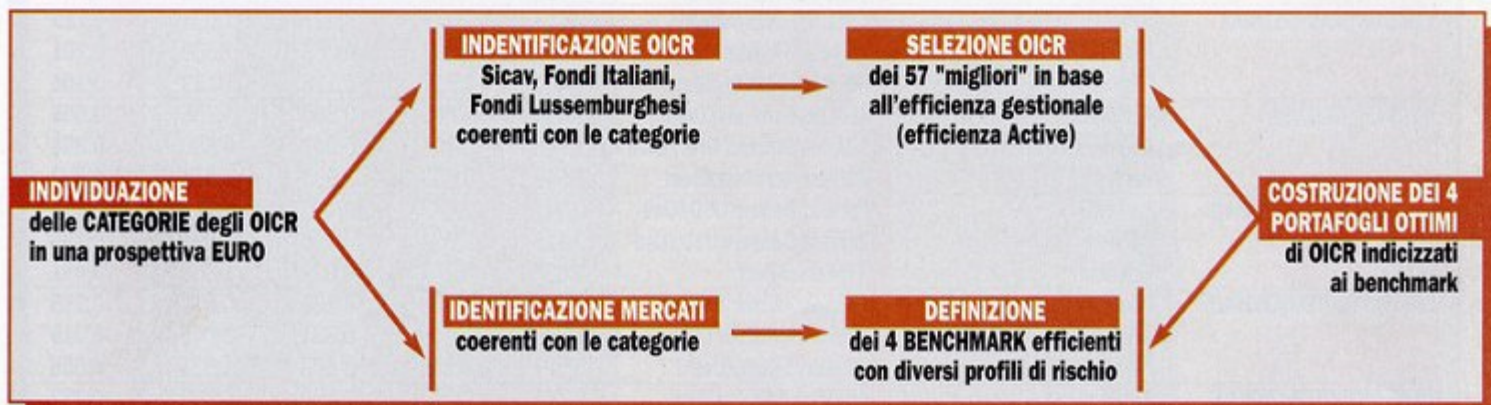 INDIVIDUAZIONE
delle CATEGORIE degli OICR
in una prospettiva EURO
INDENTIFICAZIONE OICR
Sicav, Fondi Italiani,
Fondi Lussemburghesi
coerenti con le categorie
SELEZIONE OICR
dei 57 "migliori" in base
all'efficienza gestionale
(efficienza Active)
IDENTIFICAZIONE MERCATI
coerenti con le categorie
DEFINIZIONE
dei 4 BENCHMARK efficienti
con diversi profili di rischio
COSTRUZIONE DEI 4
PORTAFOGLI OTTIMI
di OICR indicizzati
ai benchmark